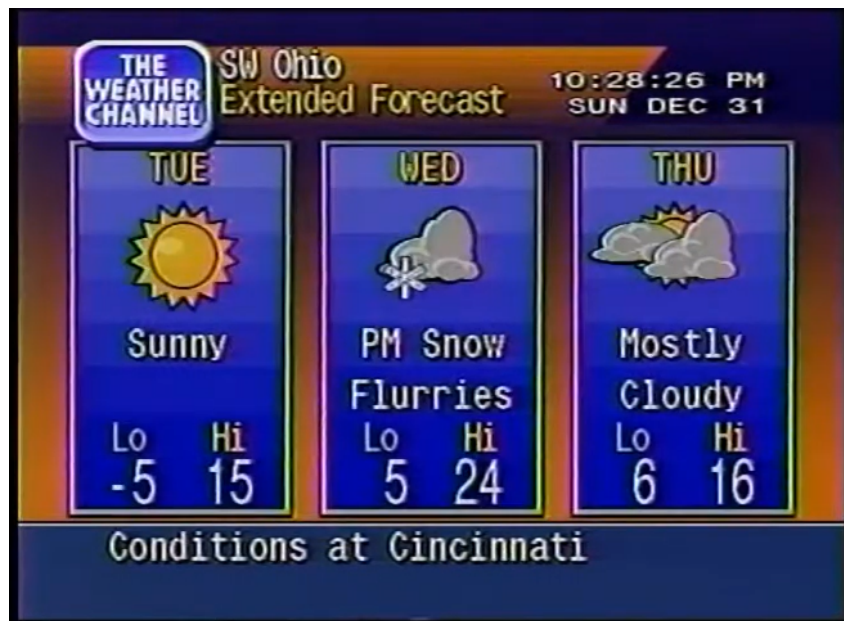 THE
WEATHER
CHANNEL
SW Ohio
Extended Forecast
10:28:26 PM
SUN DEC 31
TUE
Sunny
Lo Hi
-5 15
WED
PM Snow
Flurries
Lo Hi
5 24
THU
Mostly
Cloudy
Lo Hi
6 16
Conditions at Cincinnati